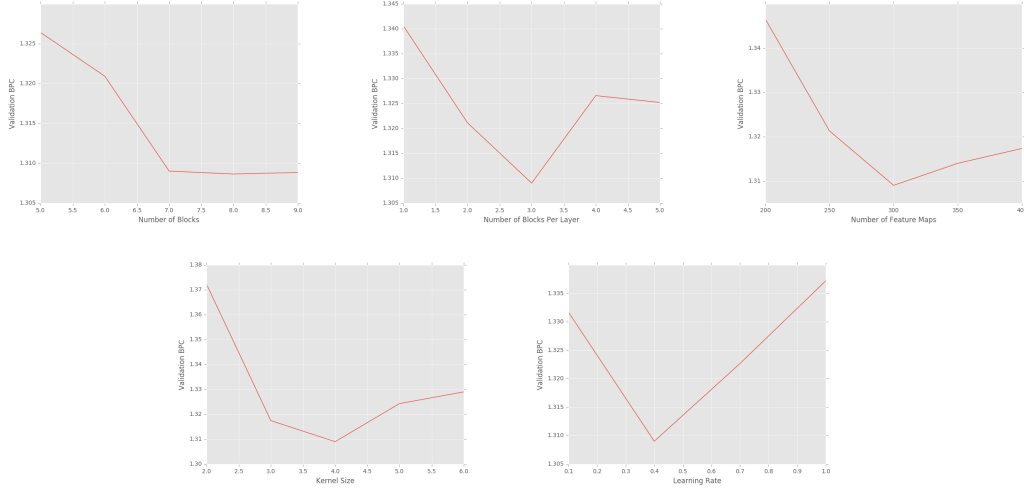 1.325
1.320
1.315
1.310
1.305
Validation BPC
5.0 5.5 6.0 6.5 7.0 7.5 8.0 8.5 9.0
Number of Blocks
1.345
1.340
1.335
1.330
1.325
1.320
1.315
1.310
1.305
Validation BPC
1.0 1.5 2.0 2.5 3.0 3.5 4.0 4.5 5.0
Number of Blocks Per Layer
1.34
1.33
1.32
1.31
Validation BPC
200 250 300 350 40
Number of Feature Maps
1.38
1.37
1.36
1.35
1.34
1.33
1.32
1.31
1.30
Validation BPC
2.0 2.5 3.0 3.5 4.0 4.5 5.0 5.5 6.0
Kernel Size
1.335
1.330
1.325
1.320
1.315
1.310
1.305
Validation BPC
0.1 0.2 0.3 0.4 0.5 0.6 0.7 0.8 0.9 1.0
Learning Rate